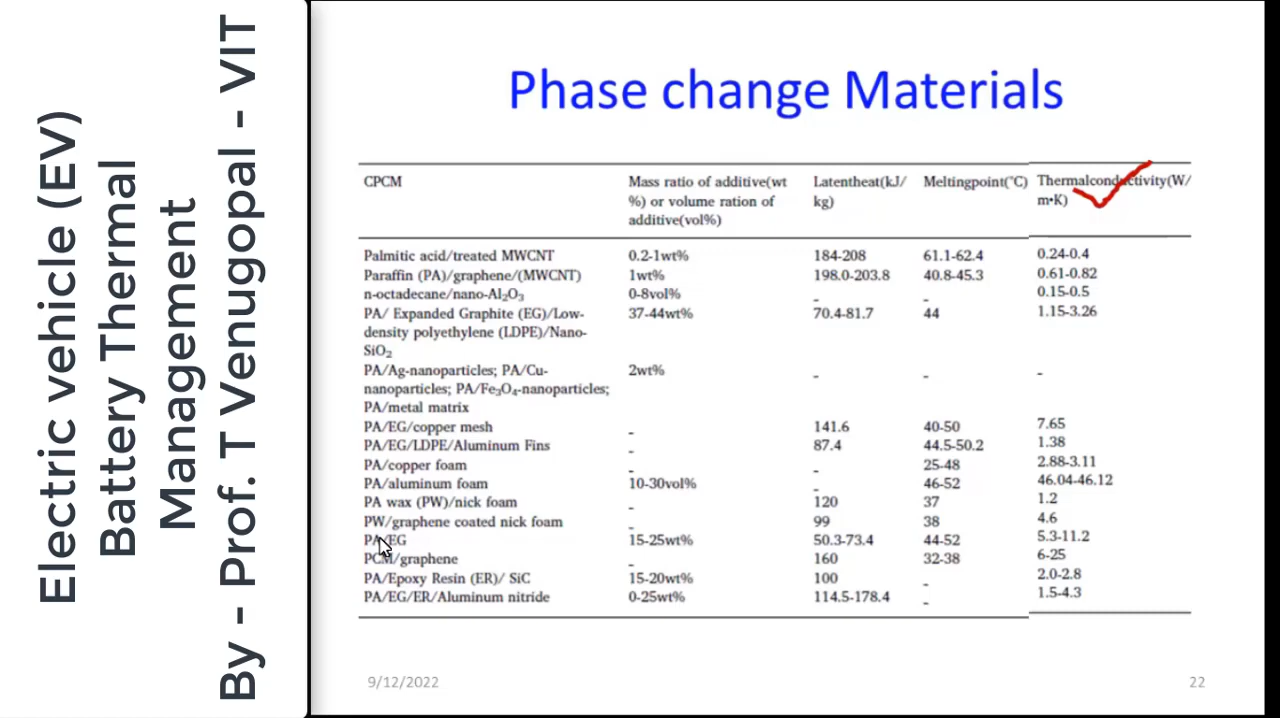 Electric vehicle (EV)
Battery Thermal
Management
By - Prof. T Venugopal - VIT
Phase change Materials
CPCM Mass ratio of additive(wt Latentheat(kJ/ Meltingpoint(°C) Thermalconductivity(W/
%) or volume ration of kg) m•K)
additive(vol%)
Palmitic acid/treated MWCNT 0.2-1wt% 184-208 61.1-62.4 0.24-0.4
Paraffin (PA)/graphene/(MWCNT) 1wt% 198.0-203.8 40.8-45.3 0.61-0.82
n-octadecane/nano-Al₂O₃ 0-8vol% - - 0.15-0.5
PA/ Expanded Graphite (EG)/Low- 37-44wt% 70.4-81.7 44 1.15-3.26
density polyethylene (LDPE)/Nano-
SiO₂
PA/Ag-nanoparticles; PA/Cu- 2wt% - - -
nanoparticles; PA/Fe₃O₄-nanoparticles;
PA/metal matrix
PA/EG/copper mesh - 141.6 40-50 7.65
PA/EG/LDPE/Aluminum Fins - 87.4 44.5-50.2 1.38
PA/copper foam - - 25-48 2.88-3.11
PA/aluminum foam 10-30vol% - 46-52 46.04-46.12
PA wax (PW)/nick foam - 120 37 1.2
PW/graphene coated nick foam - 99 38 4.6
PA/EG 15-25wt% 50.3-73.4 44-52 5.3-11.2
PCM/graphene - 160 32-38 6-25
PA/Epoxy Resin (ER)/ SiC 15-20wt% 100 - 2.0-2.8
PA/EG/ER/Aluminum nitride 0-25wt% 114.5-178.4 - 1.5-4.3
9/12/2022 22